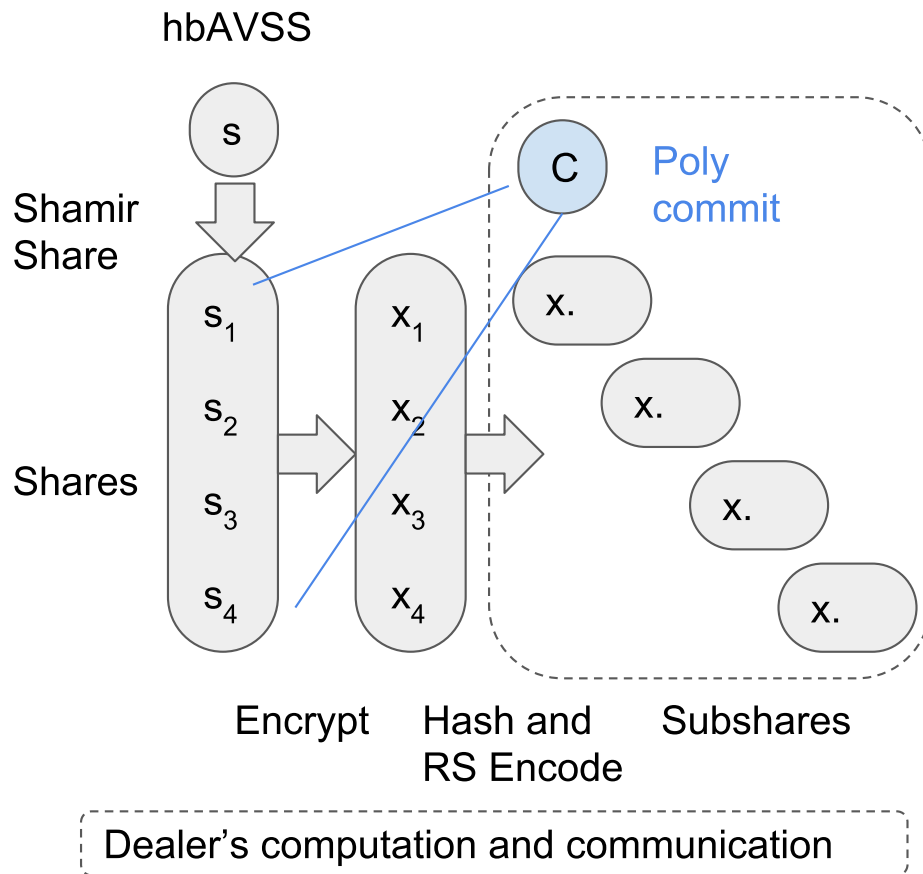 hbAVSS
s
C
Poly
commit
Shamir
Share
s1
x1
x.
s2
x2
x.
Shares
s3
x3
x.
s4
x4
x.
Encrypt
Hash and
RS Encode
Subshares
Dealer's computation and communication